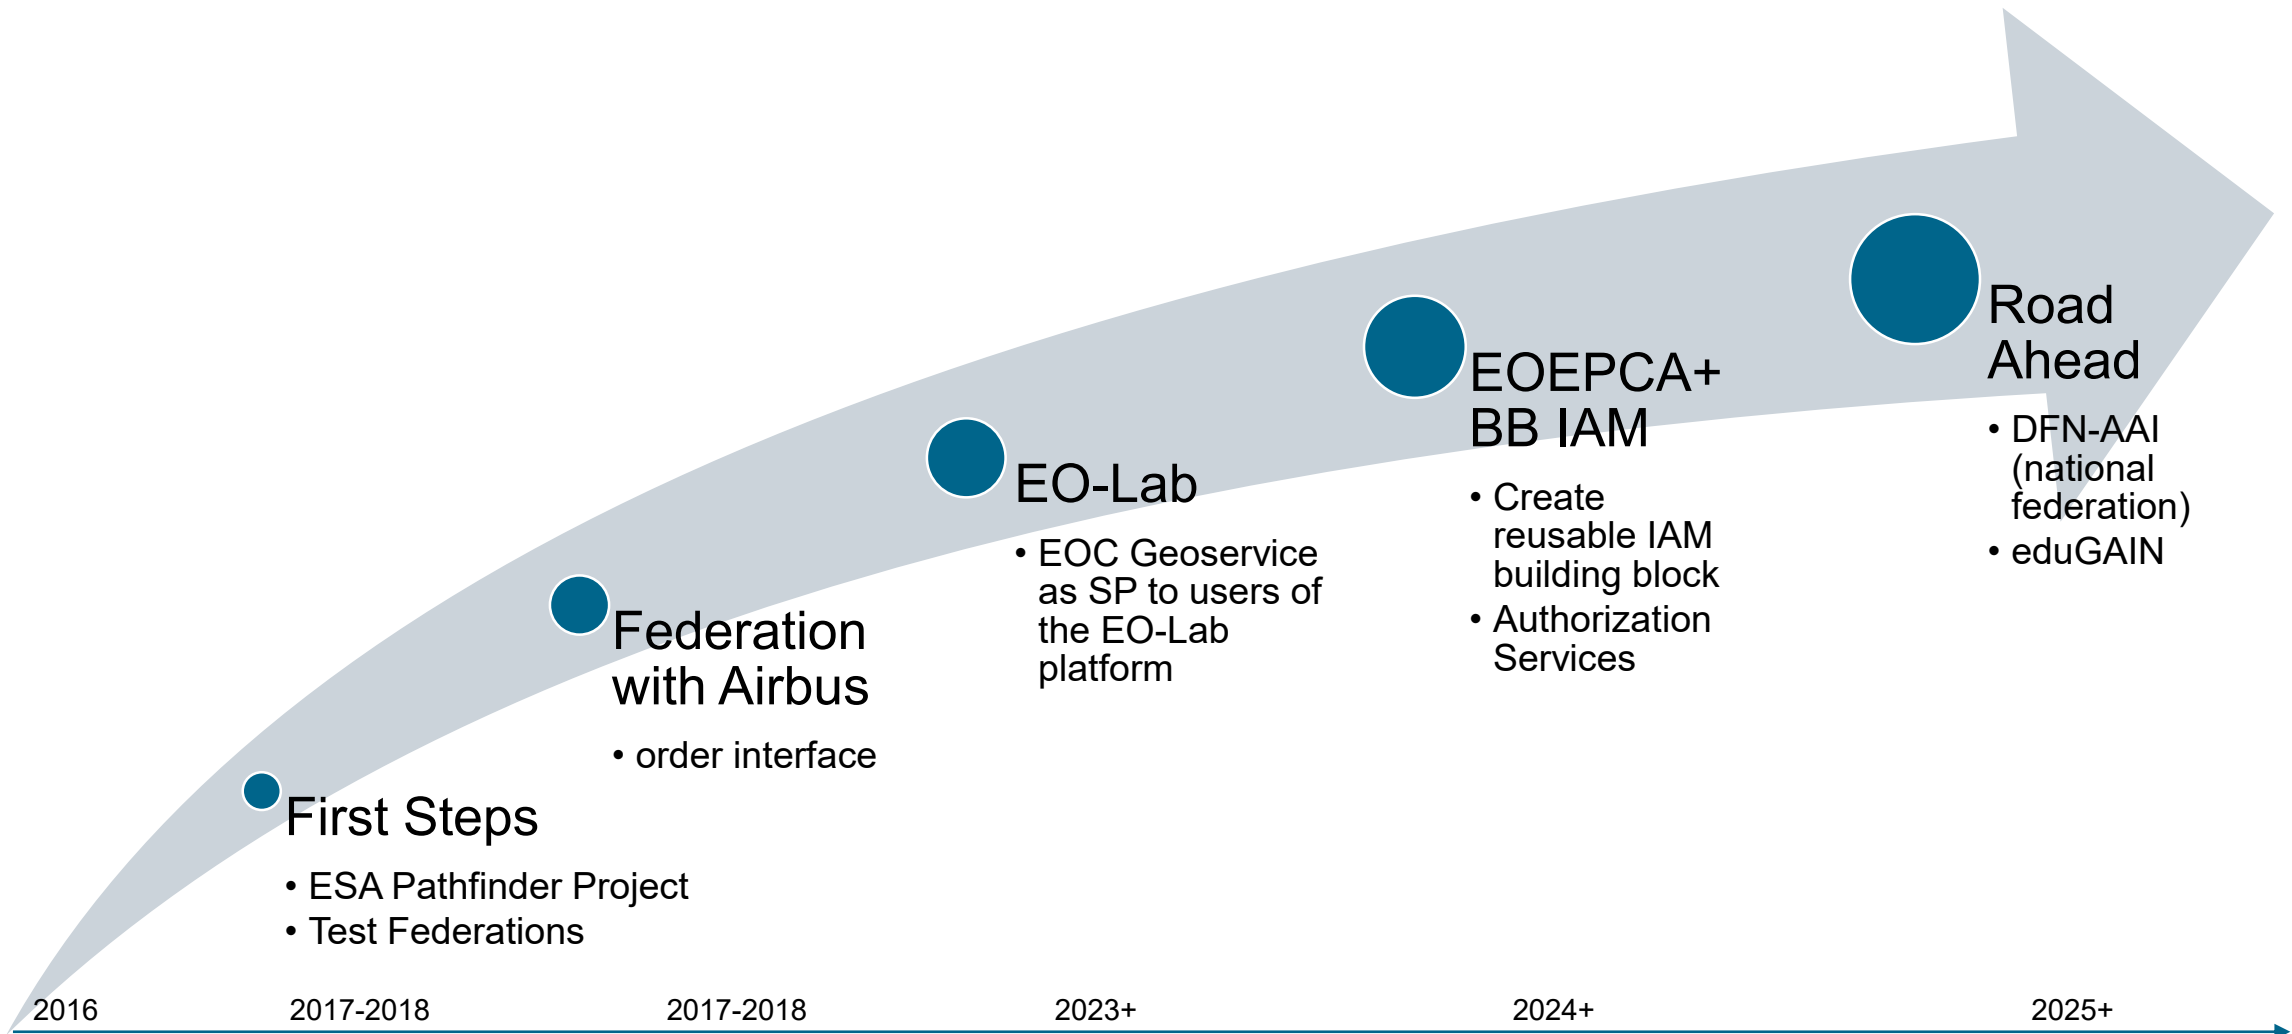 First Steps
• ESA Pathfinder Project
• Test Federations
Federation
with Airbus
• order interface
EO-Lab
• EOC Geoservice
as SP to users of
the EO-Lab
platform
EOEPCA+
BB IAM
• Create
reusable IAM
building block
• Authorization
Services
Road
Ahead
• DFN-AAI
(national
federation)
• eduGAIN
2016 2017-2018 2017-2018 2023+ 2024+ 2025+